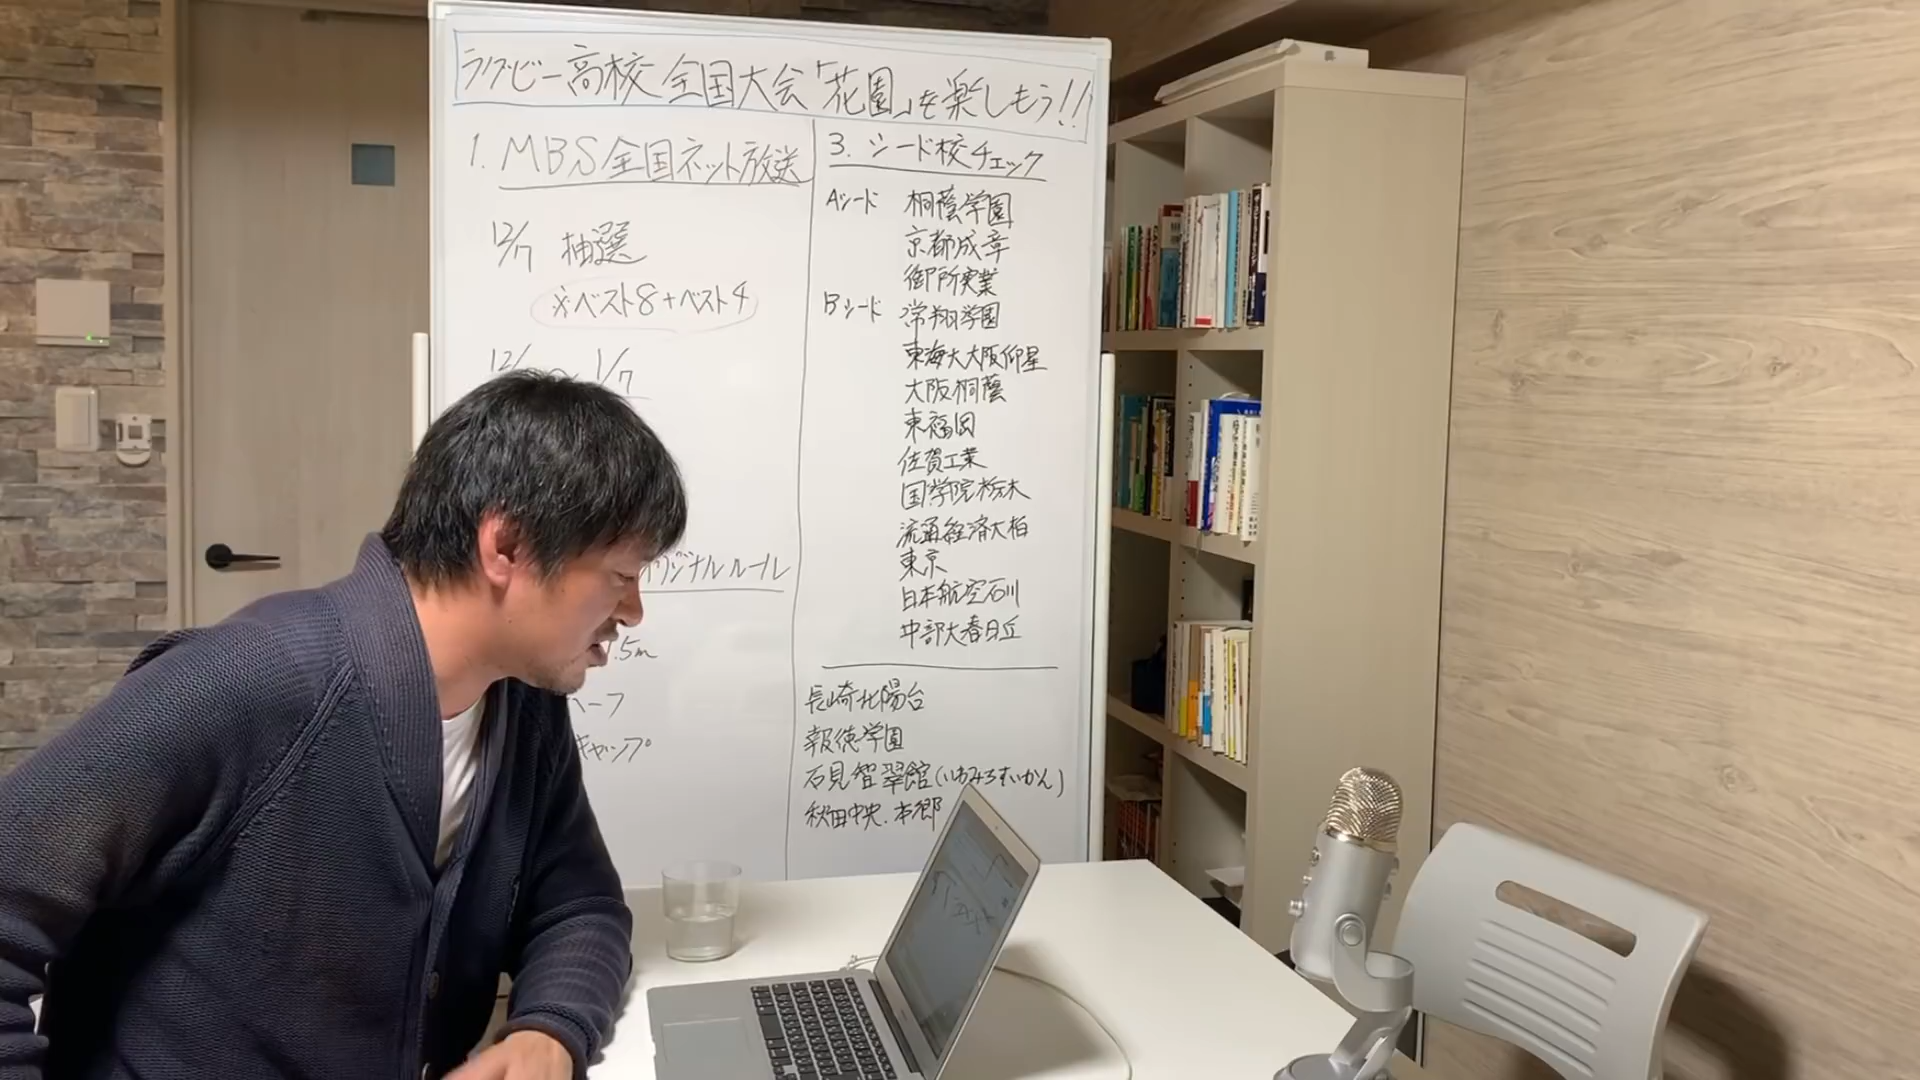 ラグビー高校全国大会「花園」を楽しもう!!
1. MBS全国ネット放送
12/7 抽選
※ベスト8+ベスト4
12/ ~ 1/7
オリジナルルール
.5m
ハーフ
キャップ
3. シード校チェック
Aシード 桐蔭学園
京都成章
御所実業
Bシード 常翔学園
東海大大阪仰星
大阪桐蔭
東福岡
佐賀工業
国学院栃木
流通経済大柏
東京
日本航空石川
中部大春日丘
長崎北陽台
報徳学園
石見智翠館(いわみちすいかん)
秋田中央.本郷